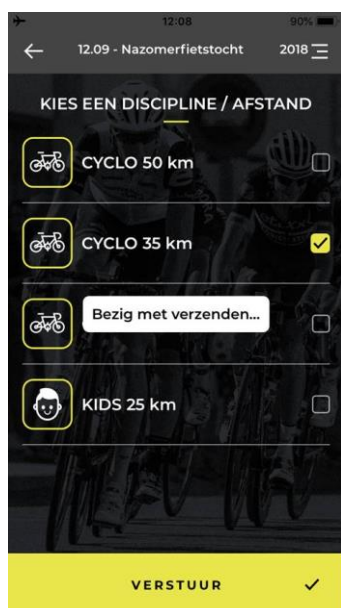 12:08
90%
12.09 - Nazomerfietstocht
2018
KIES EEN DISCIPLINE / AFSTAND
CYCLO 50 km
CYCLO 35 km
Bezig met verzenden...
KIDS 25 km
VERSTUUR